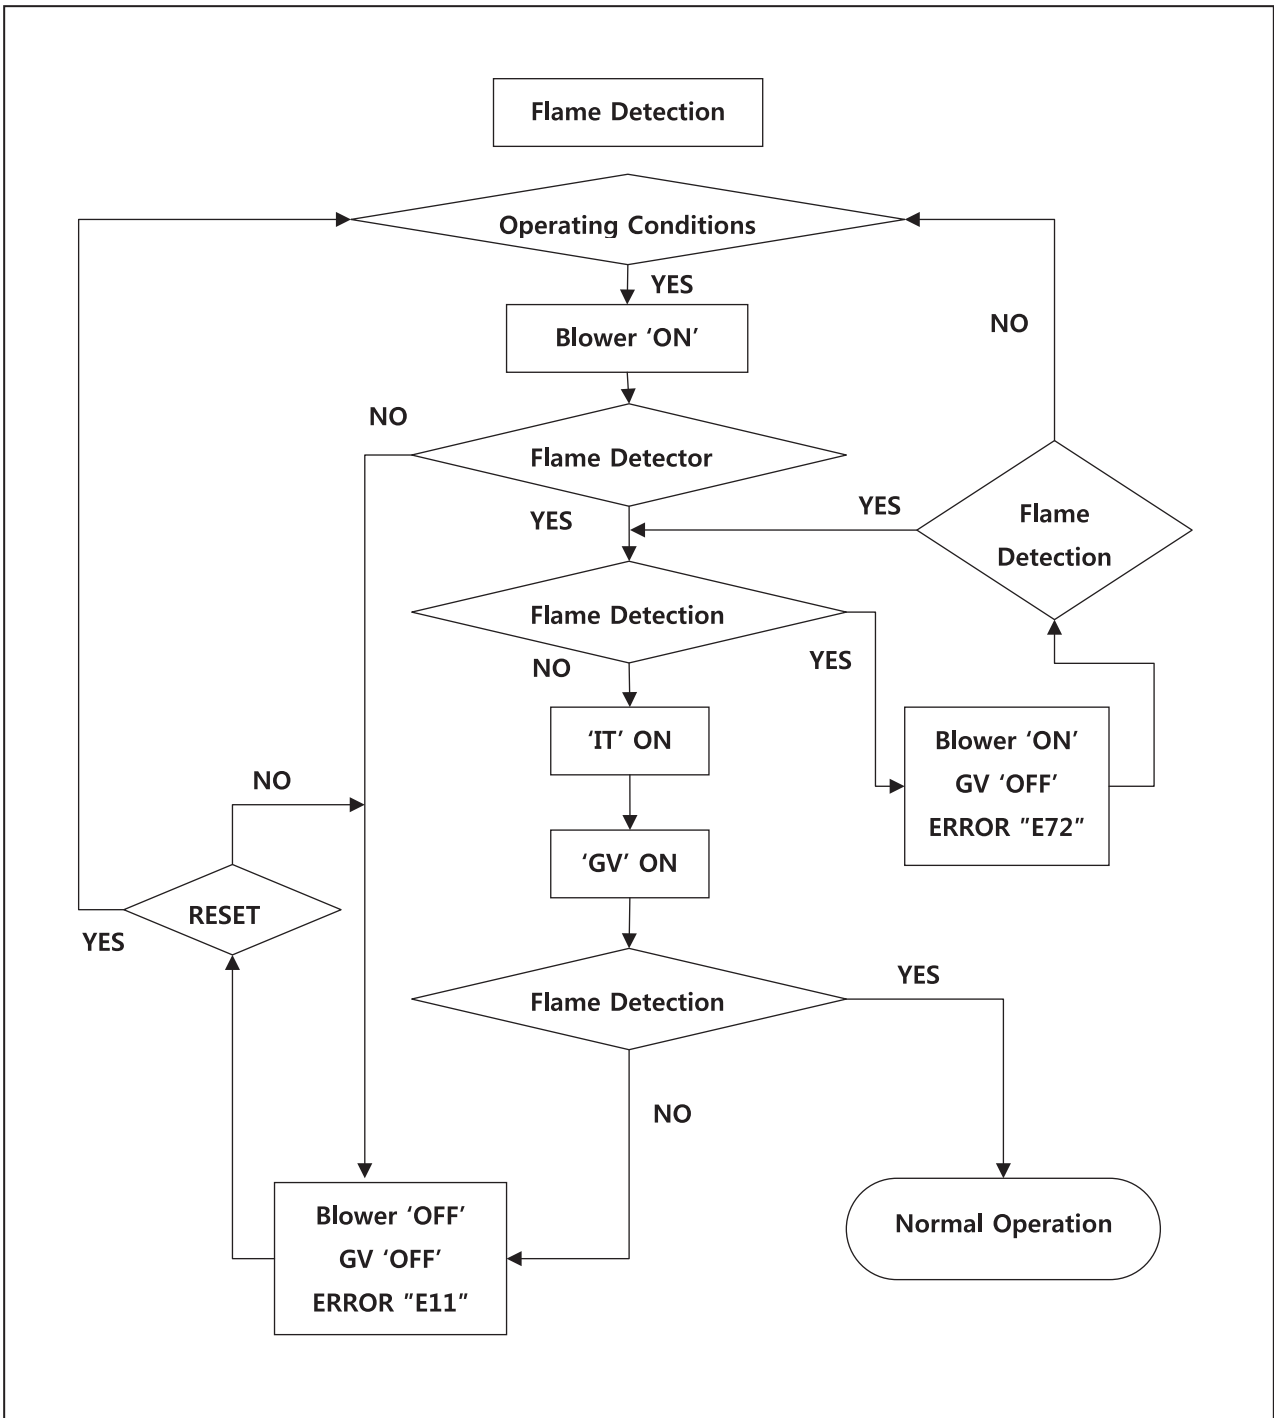 Flame Detection
Operating Conditions
YES
Blower ‘ON’
NO
NO
Flame Detector
YES
YES
Flame
Detection
Flame Detection
NO
YES
‘IT’ ON
Blower ‘ON’
GV ‘OFF’
ERROR ”E72”
NO
‘GV’ ON
RESET
YES
Flame Detection
YES
NO
Blower ‘OFF’
GV ‘OFF’
ERROR ”E11”
Normal Operation